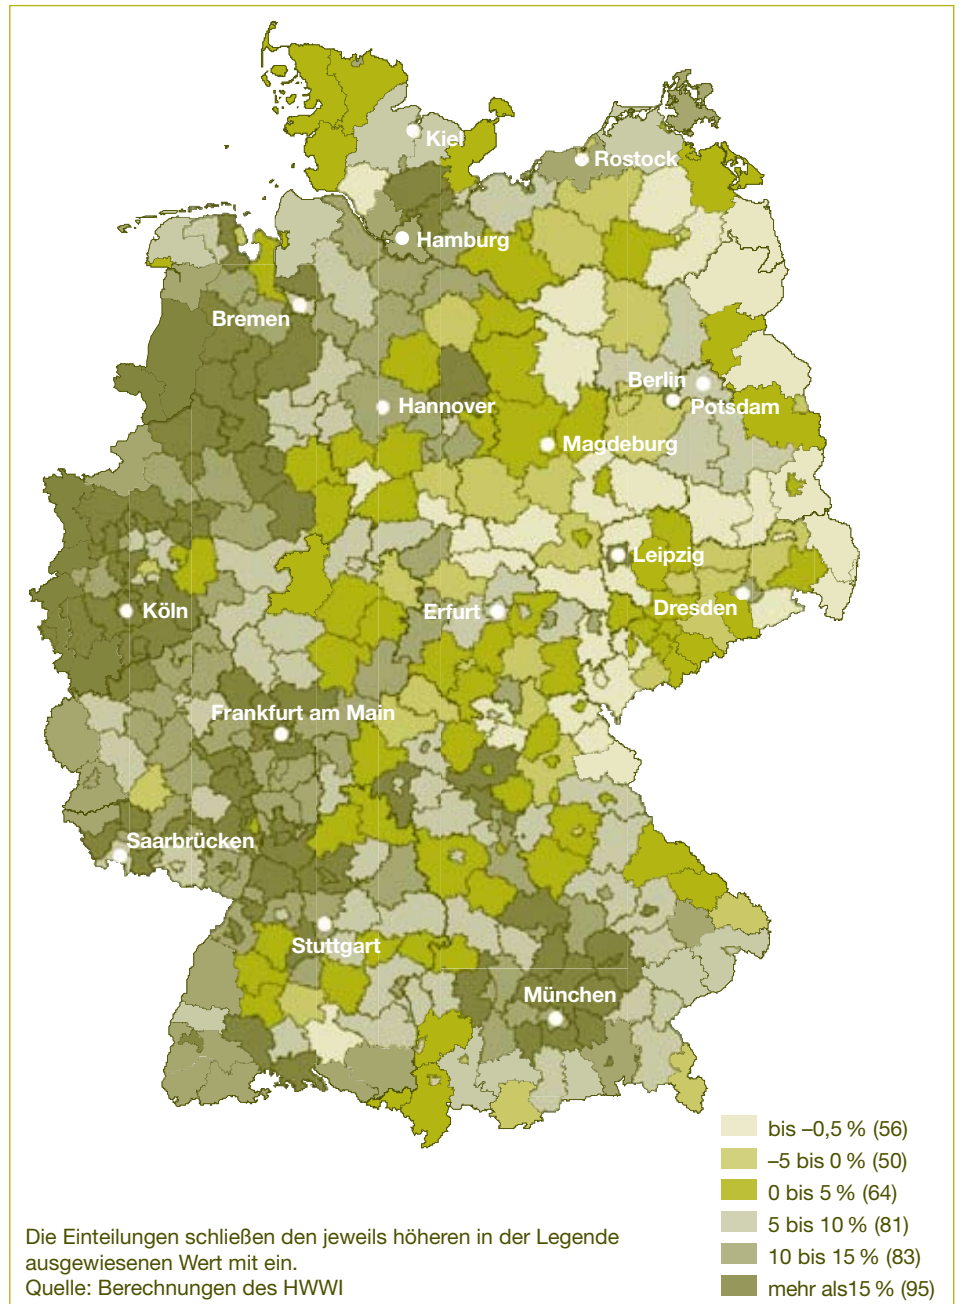 Kiel
Rostock
Hamburg
Bremen
Berlin
Hannover
Potsdam
Magdeburg
Leipzig
Dresden
Köln
Erfurt
Frankfurt am Main
Saarbrücken
Stuttgart
München
bis –0,5 % (56)
–5 bis 0 % (50)
0 bis 5 % (64)
5 bis 10 % (81)
10 bis 15 % (83)
mehr als15 % (95)
Die Einteilungen schließen den jeweils höheren in der Legende
ausgewiesenen Wert mit ein.
Quelle: Berechnungen des HWWI